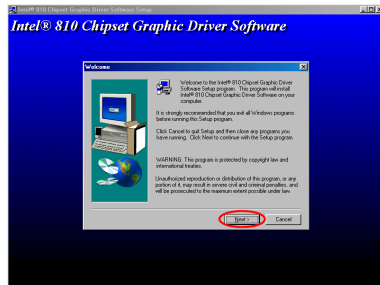 Intel® 810 Chipset Graphic Driver Software Setup
Intel® 810 Chipset Graphic Driver Software
Welcome
Welcome to the Intel® 810 Chipset Graphic Driver
Software Setup program. This program will install
Intel® 810 Chipset Graphic Driver Software on your
computer.
It is strongly recommended that you exit all Windows programs
before running this Setup program.
Click Cancel to quit Setup and then close any programs you
have running. Click Next to continue with the Setup program.
WARNING: This program is protected by copyright law and
international treaties.
Unauthorized reproduction or distribution of this program, or any
portion of it, may result in severe civil and criminal penalties, and
will be prosecuted to the maximum extent possible under law.
Next >
Cancel